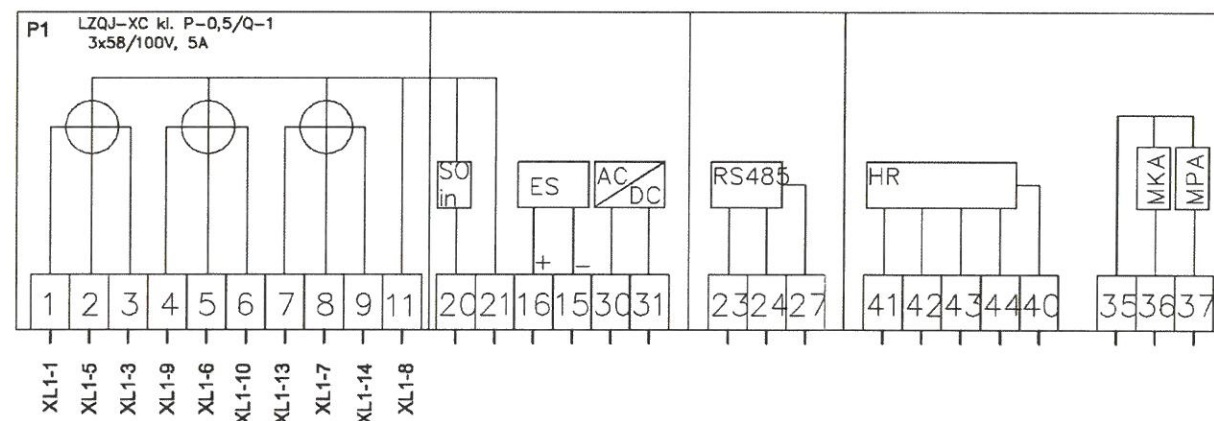 P1
LZQJ-XC kl. P-0,5/Q-1
3x58/100V, 5A
SO
in
ES
AC
DC
RS485
HR
MKA
MPA
+
-
1 2 3 4 5 6 7 8 9 11 20 21 16 15 30 31 23 24 27 41 42 43 44 40 35 36 37
XL1-1
XL1-5
XL1-3
XL1-9
XL1-6
XL1-10
XL1-13
XL1-7
XL1-14
XL1-8